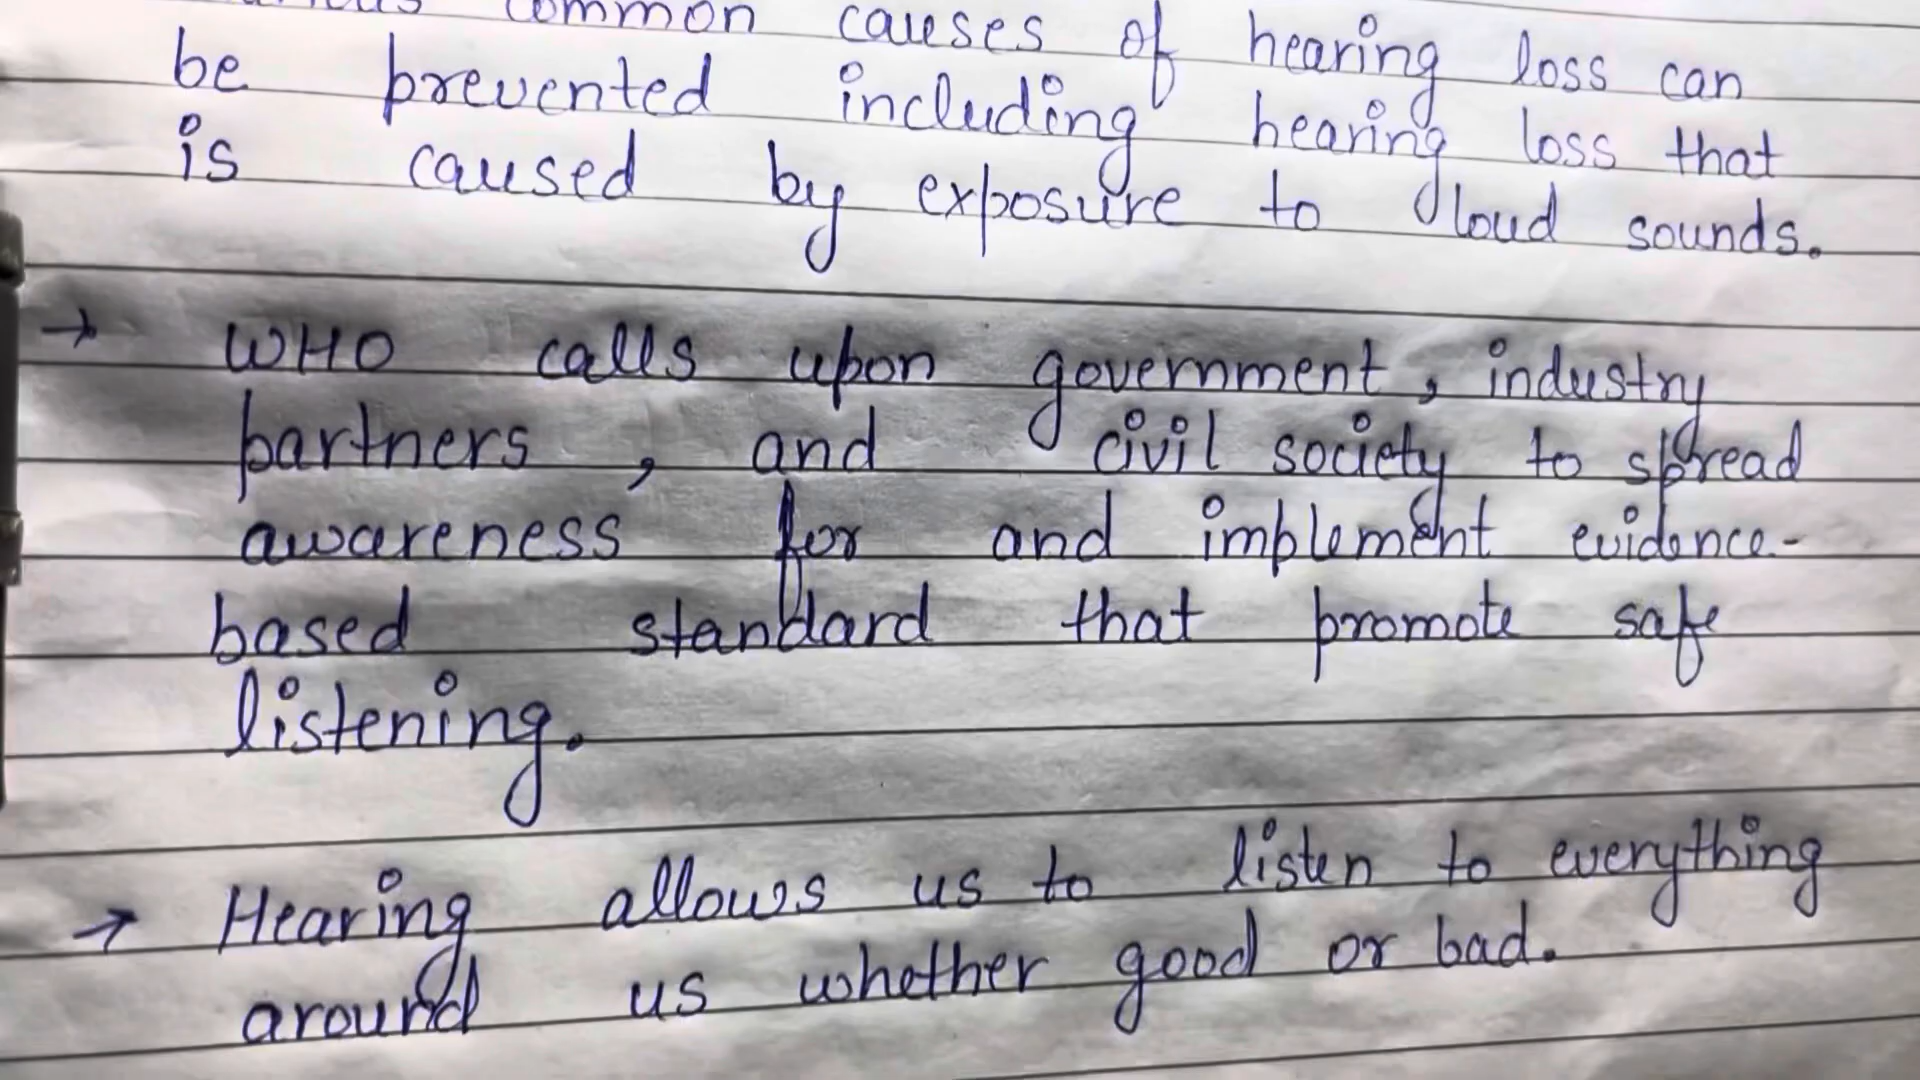 common causes of hearing loss can
be prevented including hearing loss that
is caused by exposure to loud sounds.
→ WHO calls upon government, industry
partners, and civil society to spread
awareness for and implement evidence-
based standard that promote safe
listening.
→ Hearing allows us to listen to everything
around us whether good or bad.